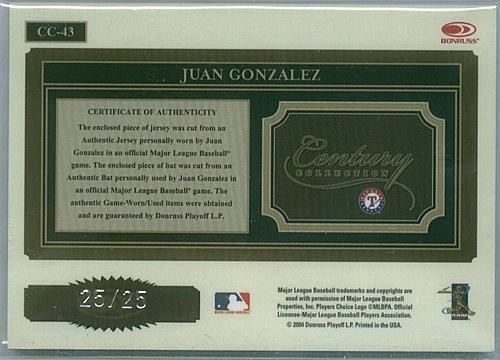 CC-43
DONRUSS
JUAN GONZALEZ
CERTIFICATE OF AUTHENTICITY
The enclosed piece of jersey was cut from an
Authentic Jersey personally worn by Juan
Gonzalez in an official Major League Baseball®
game. The enclosed piece of bat was cut from an
Authentic Bat personally used by Juan Gonzalez in
an official Major League Baseball® game. The
authentic Game-Worn/Used items were obtained
and are guaranteed by Donruss Playoff L.P.
Century
COLLECTION
T
25/25
MAJOR LEAGUE BASEBALL
Major League Baseball trademarks and copyrights are
used with permission of Major League Baseball
Properties, Inc. Players Choice Logo ©MLBPA. Official
Licensee-Major League Baseball Players Association.
© 2004 Donruss Playoff L.P. Printed in the USA.
PLAYERS